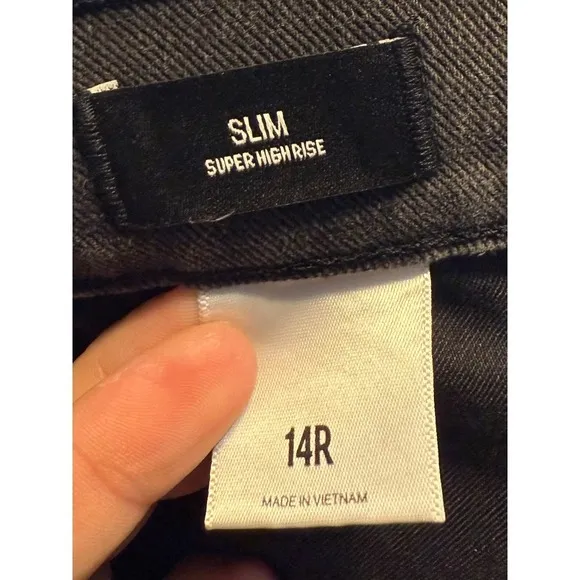 SLIM
SUPER HIGH RISE
14R
MADE IN VIETNAM